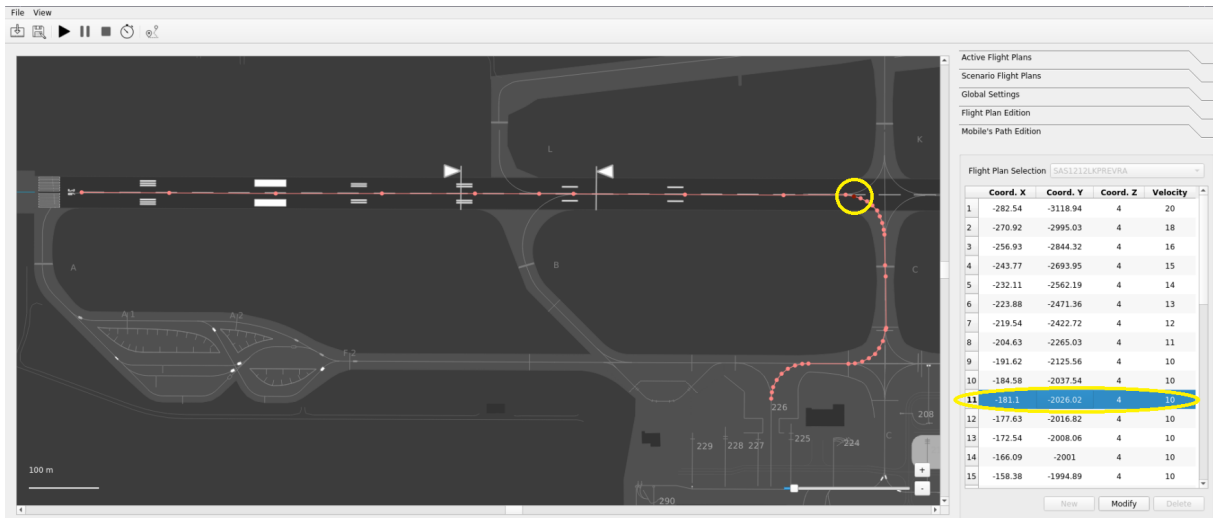 File View
Active Flight Plans
Scenario Flight Plans
Global Settings
Flight Plan Edition
Mobile's Path Edition
Flight Plan Selection SAS1212LKPREVRA
Coord. X Coord. Y Coord. Z Velocity
1 -282.54 -3118.94 4 20
2 -270.92 -2995.03 4 18
3 -256.93 -2844.32 4 16
4 -243.77 -2693.95 4 15
5 -232.11 -2562.19 4 14
6 -223.88 -2471.36 4 13
7 -219.54 -2422.72 4 12
8 -204.63 -2265.03 4 11
9 -191.62 -2125.56 4 10
10 -184.58 -2037.54 4 10
11 -181.1 -2026.02 4 10
12 -177.63 -2016.82 4 10
13 -172.54 -2008.06 4 10
14 -166.09 -2001 4 10
15 -158.38 -1994.89 4 10
New Modify Delete
K
L
A
B
C
A 1
A 2
F 2
226
208
229 228 227
225
224
C
290
100 m
+
-